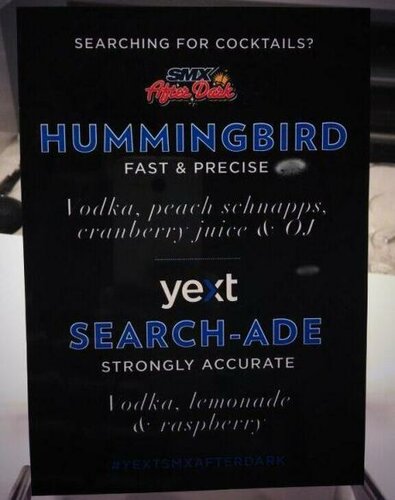 SEARCHING FOR COCKTAILS?
SMX
After Dark
HUMMINGBIRD
FAST & PRECISE
Vodka, peach schnapps,
cranberry juice & OJ
yext
SEARCH-ADE
STRONGLY ACCURATE
Vodka, lemonade
& raspberry
#YEXTSMXAFTERDARK